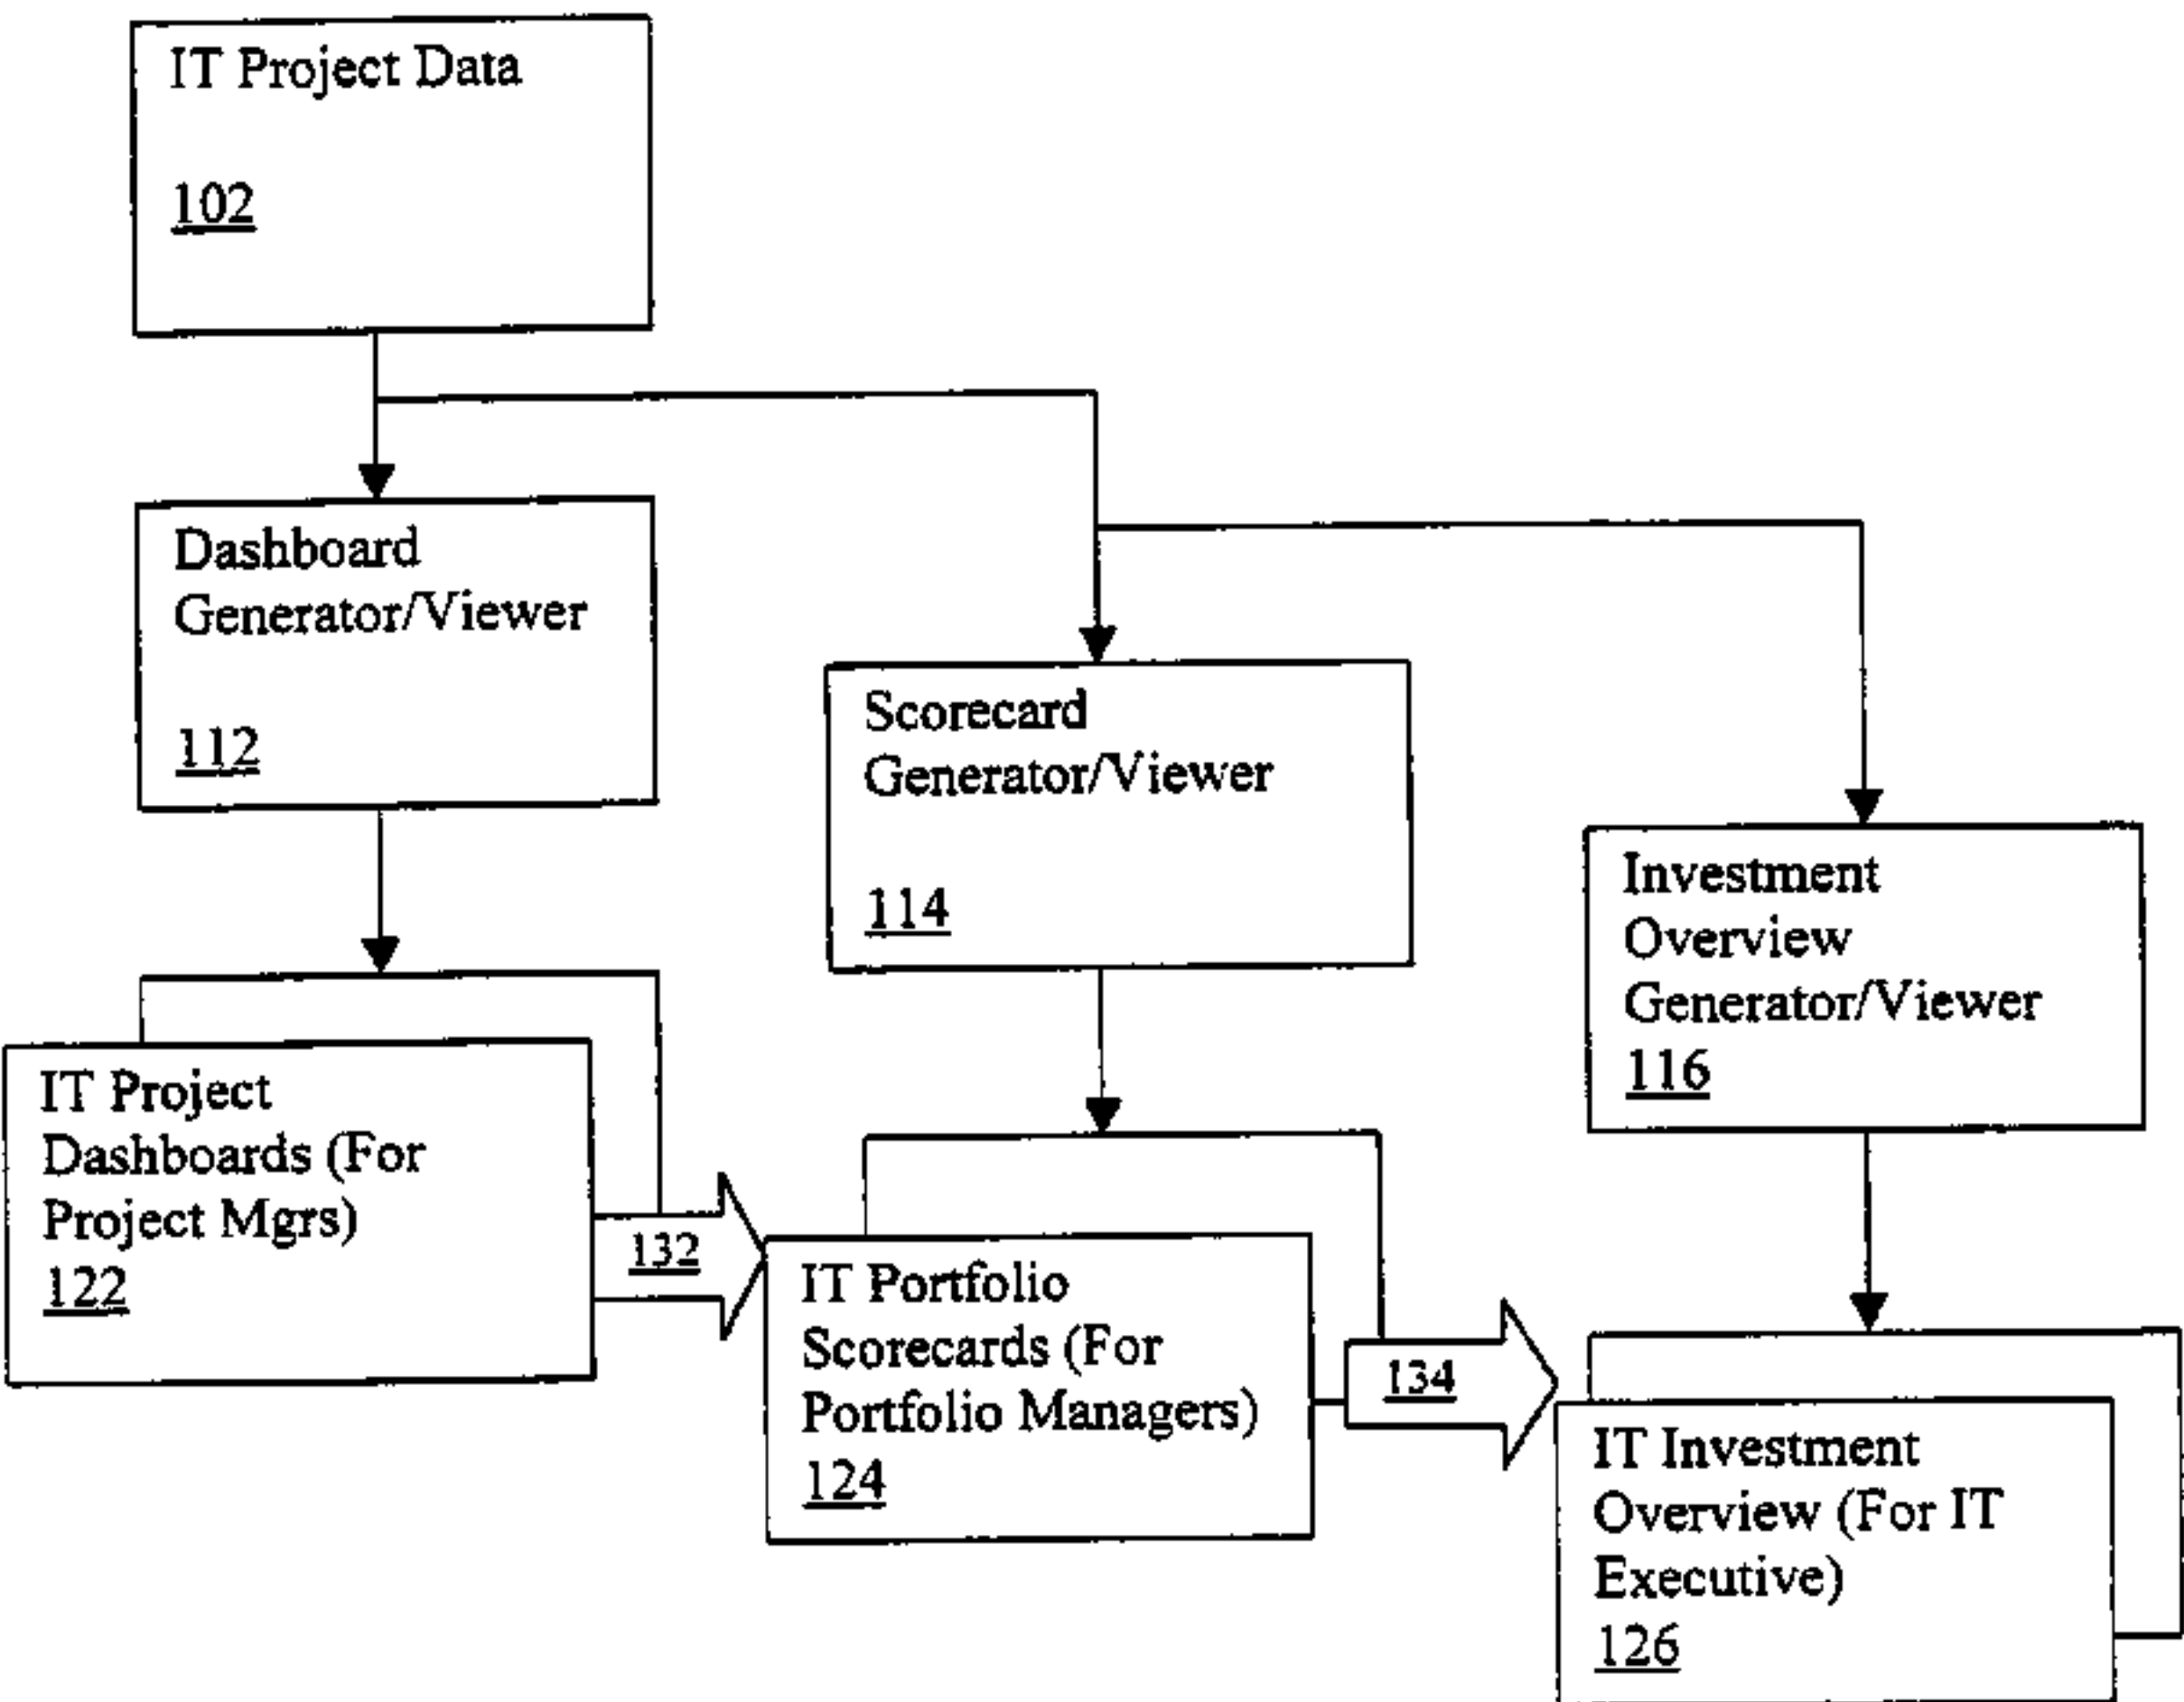 IT Project Data
102
Dashboard
Generator/Viewer
112
Scorecard
Generator/Viewer
114
Investment
Overview
Generator/Viewer
116
IT Project
Dashboards (For
Project Mgrs)
122
132
IT Portfolio
Scorecards (For
Portfolio Managers)
124
134
IT Investment
Overview (For IT
Executive)
126